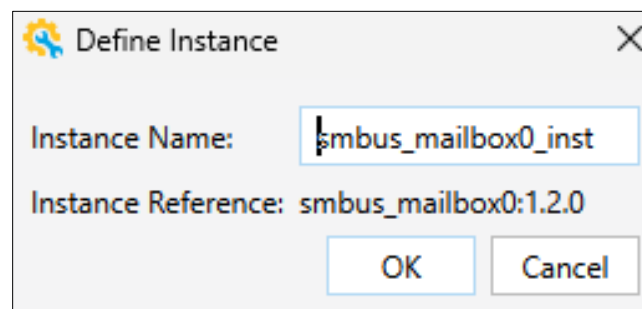 Define Instance
Instance Name: smbus_mailbox0_inst
Instance Reference: smbus_mailbox0:1.2.0
OK Cancel